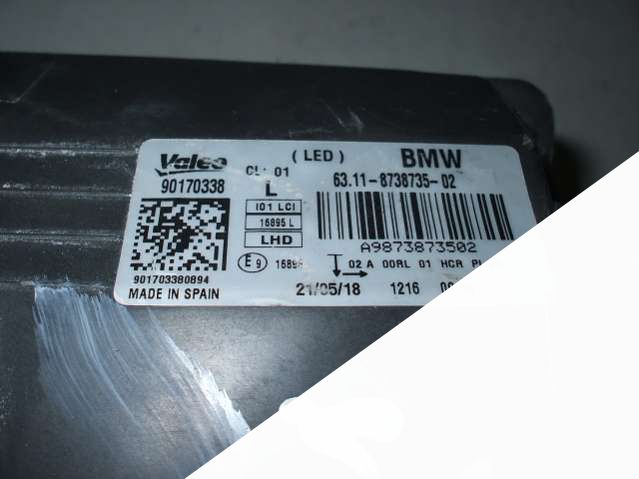 Valeo CL: 01 (LED) BMW
90170338 L 63.11-8738735-02
I01 LCI
16895 L
LHD A9873873502
E9 02 A 00RL 01 HCR
901703380894
MADE IN SPAIN 21/05/18 1216